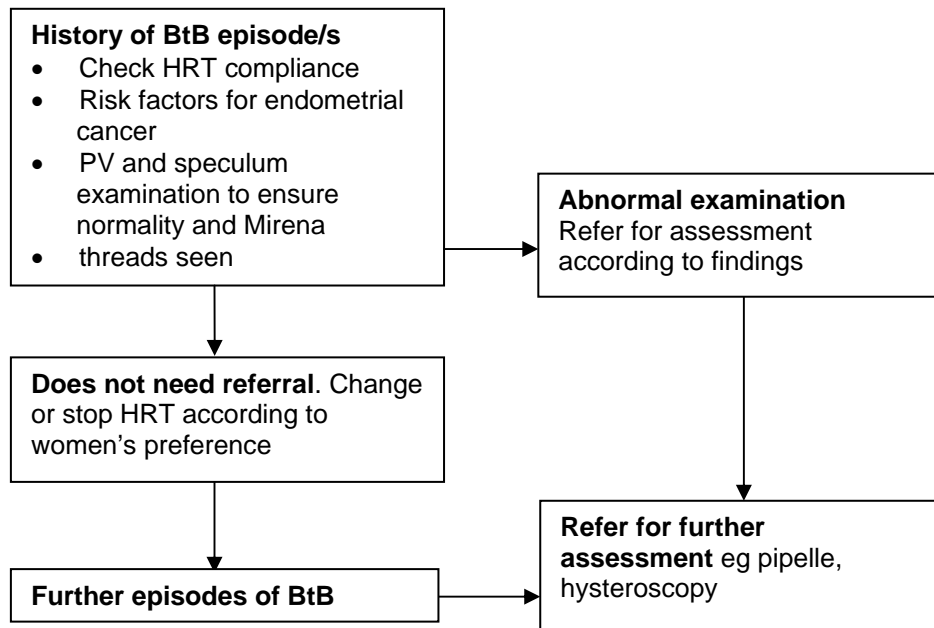 History of BtB episode/s
• Check HRT compliance
• Risk factors for endometrial
cancer
• PV and speculum
examination to ensure
normality and Mirena
• threads seen
Abnormal examination
Refer for assessment
according to findings
Does not need referral. Change
or stop HRT according to
women's preference
Further episodes of BtB
Refer for further
assessment eg pipelle,
hysteroscopy